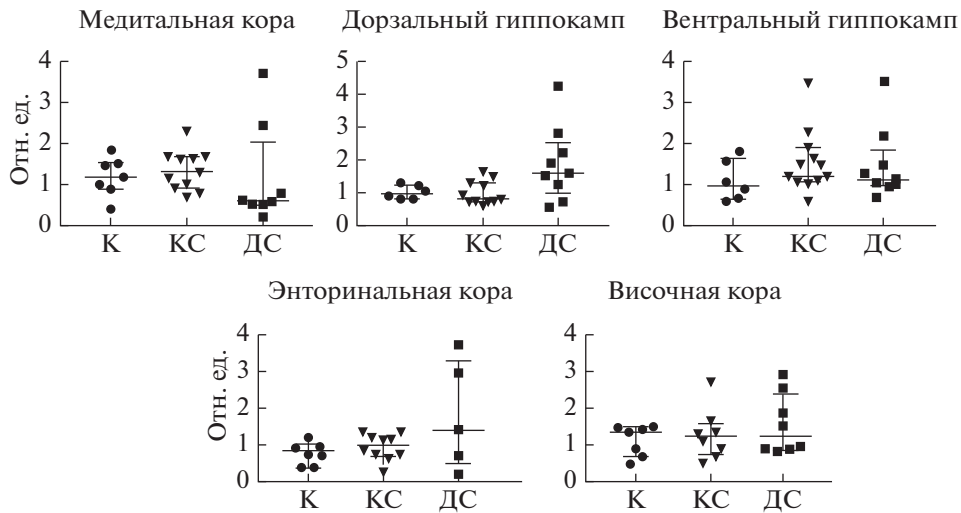 Медитальная кора
Дорзальный гиппокамп
Вентральный гиппокамп
Отн. ед.
4
3
2
1
0
К КС ДС
5
4
3
2
1
0
К КС ДС
4
3
2
1
0
К КС ДС
Энторинальная кора
Височная кора
Отн. ед.
4
3
2
1
0
К КС ДС
4
3
2
1
0
К КС ДС